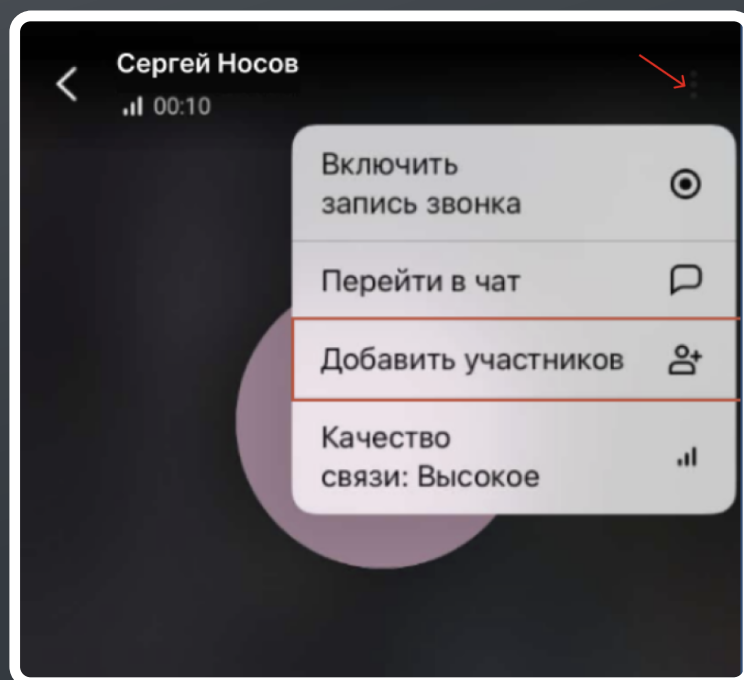 Сергей Носов
00:10
Включить
запись звонка
Перейти в чат
Добавить участников
Качество
связи: Высокое